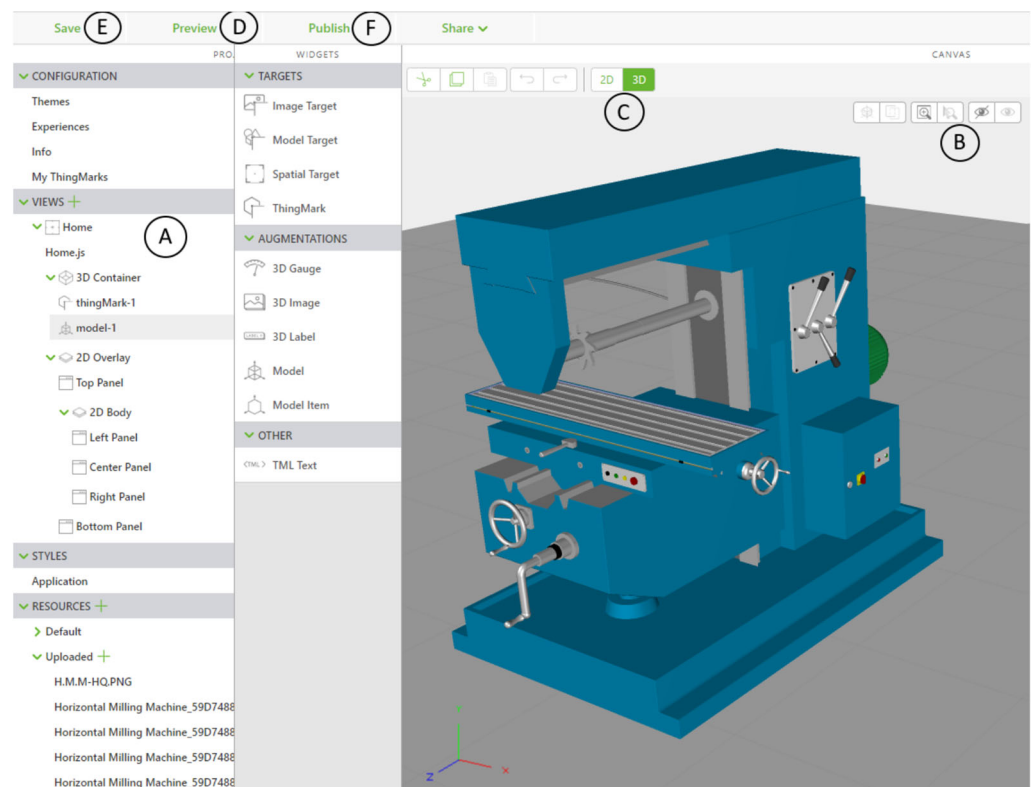 Save E Preview D Publish F Share
PRO. WIDGETS CANVAS
CONFIGURATION
Themes
Experiences
Info
My ThingMarks
VIEWS
Home
Home.js
3D Container
thingMark-1
model-1
2D Overlay
Top Panel
2D Body
Left Panel
Center Panel
Right Panel
Bottom Panel
STYLES
Application
RESOURCES
Default
Uploaded
H.M.M-HQ.PNG
Horizontal Milling Machine_59D7488
Horizontal Milling Machine_59D7488
Horizontal Milling Machine_59D7488
Horizontal Milling Machine_59D7488
A
TARGETS
Image Target
Model Target
Spatial Target
ThingMark
AUGMENTATIONS
3D Gauge
3D Image
3D Label
Model
Model Item
OTHER
<TML> TML Text
2D 3D
C
B
Z X